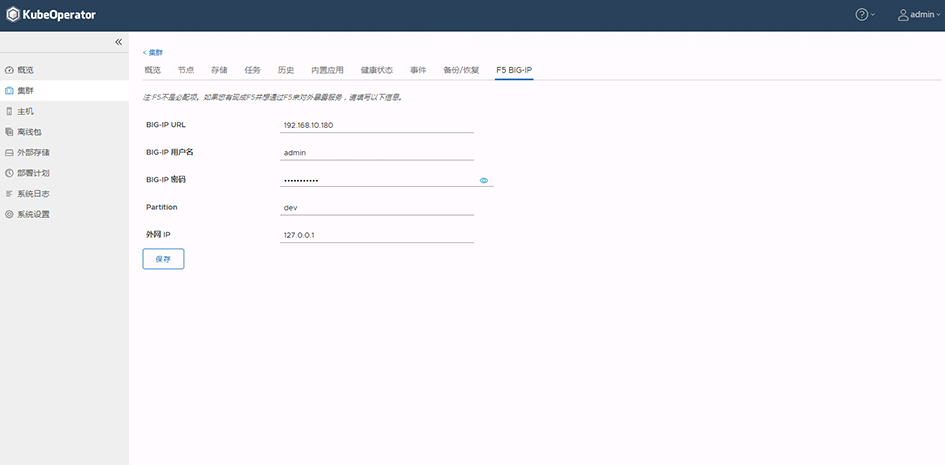 KubeOperator
admin
概览
集群
主机
离线包
外部存储
部署计划
系统日志
系统设置
< 集群
概览 节点 存储 任务 历史 内置应用 健康状态 事件 备份/恢复 F5 BIG-IP
注:F5不是必配项。如果您有现成F5并想通过F5来对外暴露服务，请填写以下信息。
BIG-IP URL 192.168.10.180
BIG-IP 用户名 admin
BIG-IP 密码 •••••••••••
Partition dev
外网 IP 127.0.0.1
保存